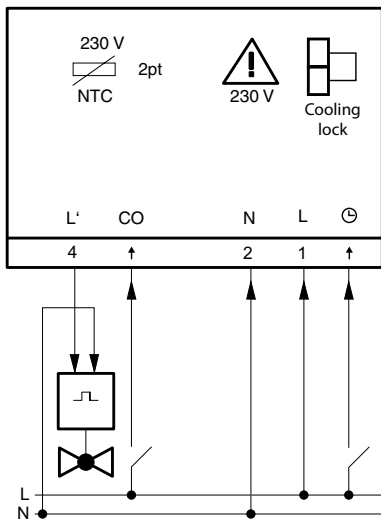 230 V
2pt
NTC
230 V
Cooling
lock
L‘ CO N L
4 2 1
L
N